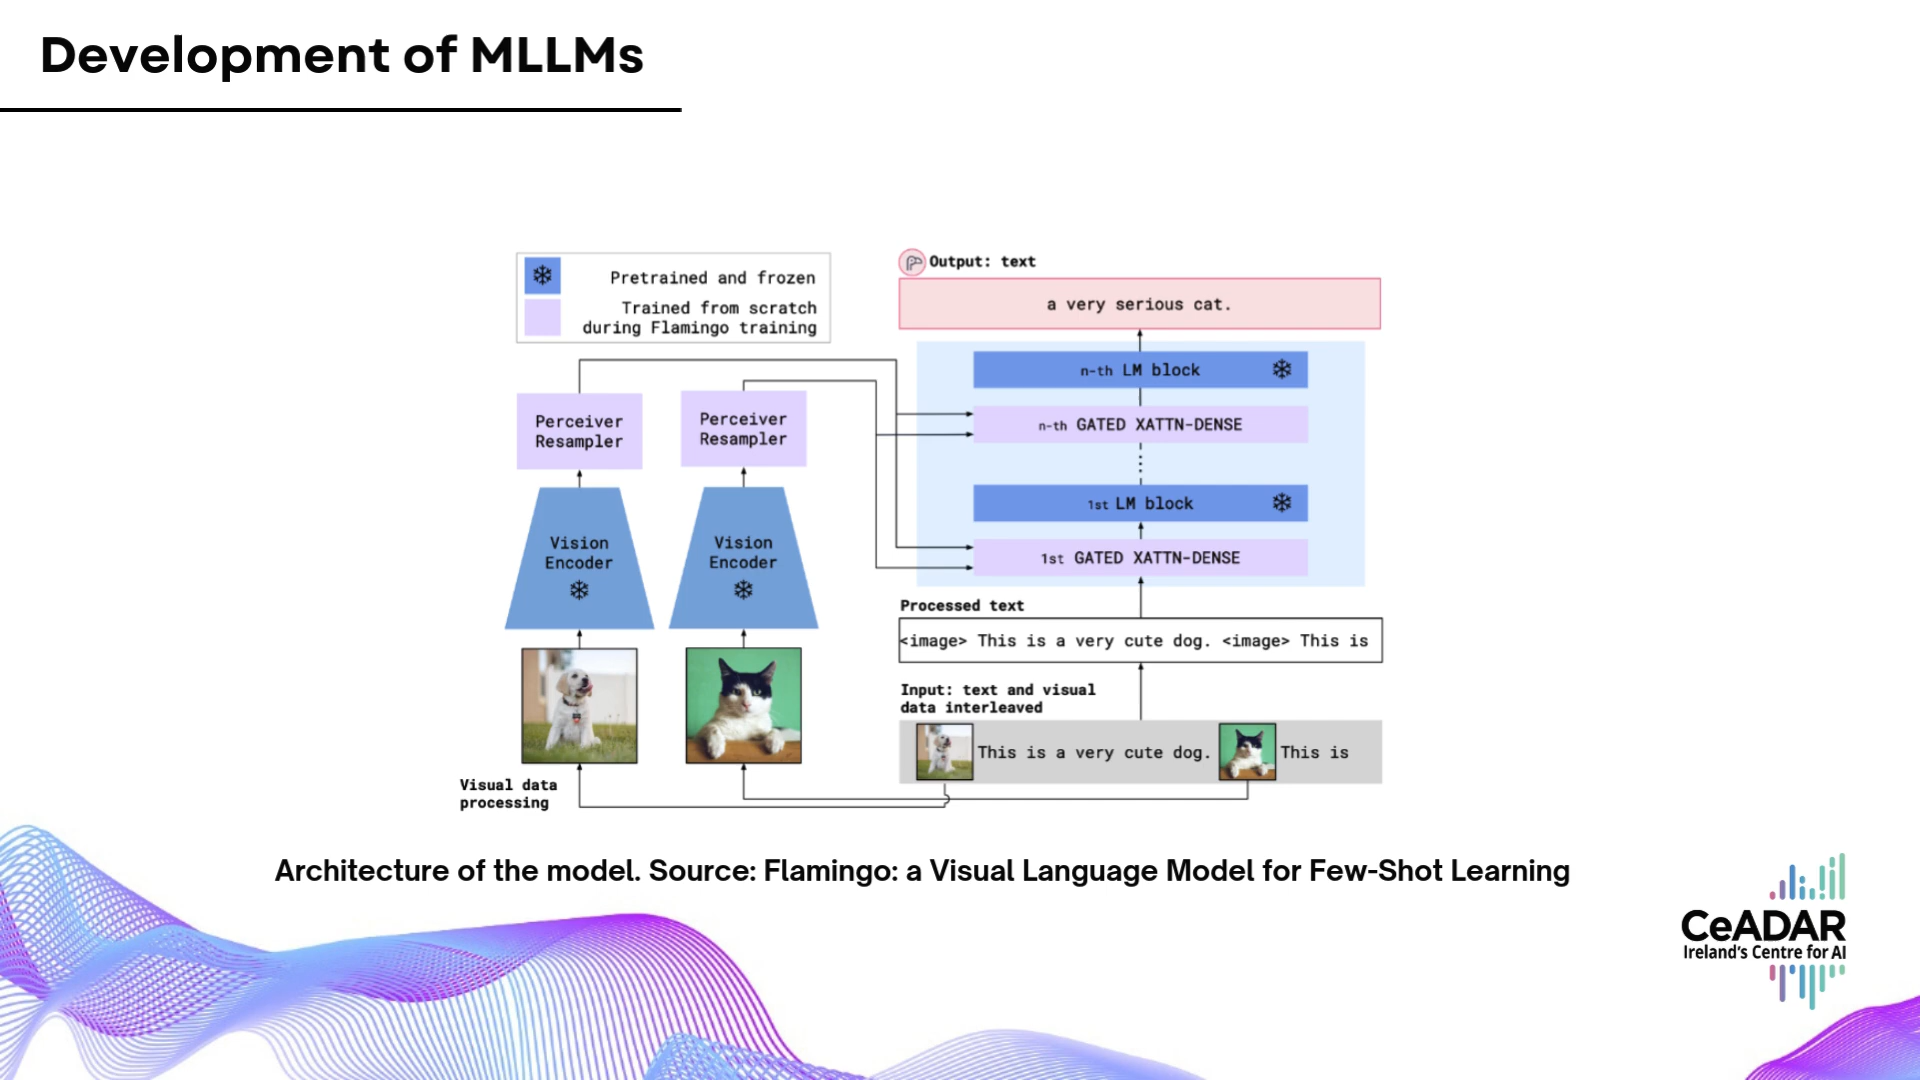 Development of MLLMs
Pretrained and frozen
Trained from scratch
during Flamingo training
Output: text
a very serious cat.
n-th LM block
n-th GATED XATTN-DENSE
1st LM block
1st GATED XATTN-DENSE
Perceiver
Resampler
Perceiver
Resampler
Vision
Encoder
Vision
Encoder
Processed text
<image> This is a very cute dog. <image> This is
Input: text and visual
data interleaved
This is a very cute dog. This is
Visual data
processing
Architecture of the model. Source: Flamingo: a Visual Language Model for Few-Shot Learning
CeADAR
Ireland's Centre for AI